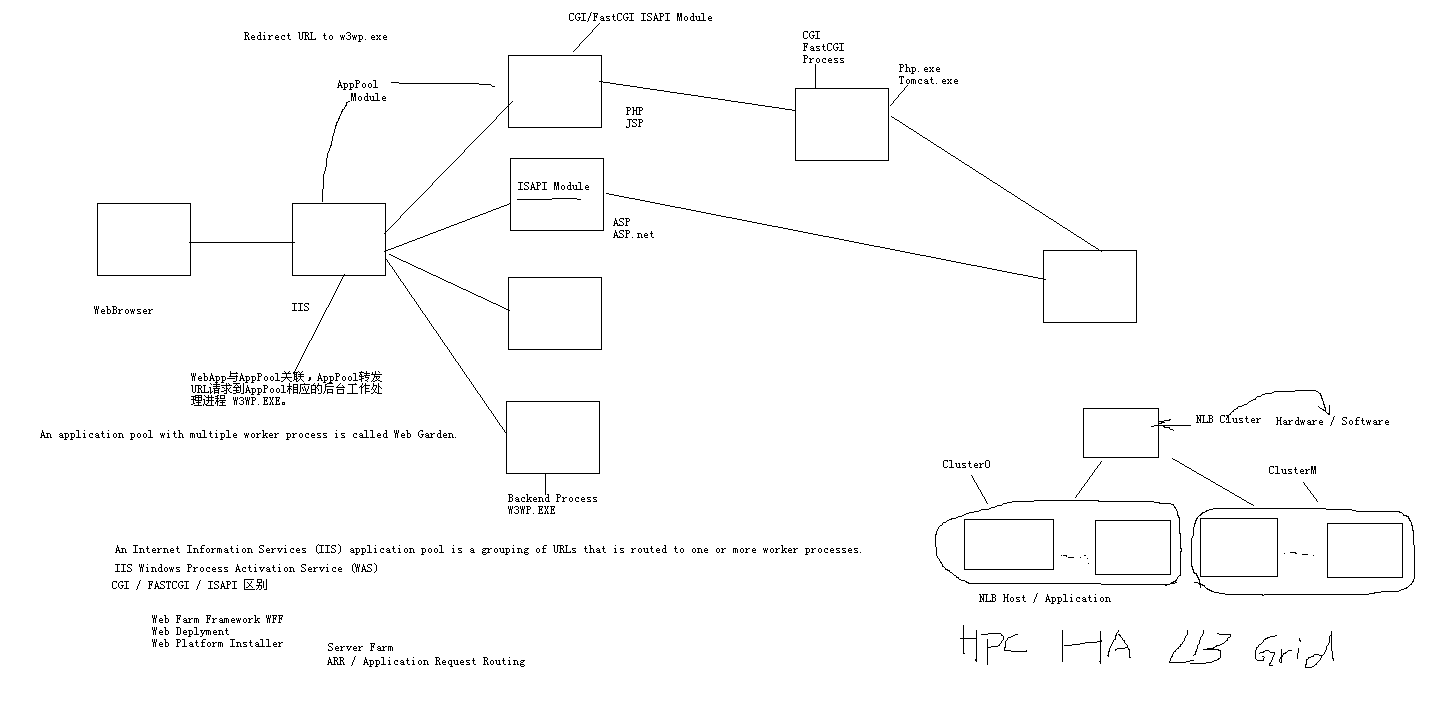 CGI/FastCGI ISAPI Module
Redirect URL to w3wp.exe
CGI
FastCGI
Process
Php.exe
Tomcat.exe
AppPool
Module
PHP
JSP
ISAPI Module
ASP
ASP.net
WebBrowser
IIS
WebApp与AppPool关联，AppPool转发
URL请求到AppPool相应的后台工作处
理进程 W3WP.EXE。
An application pool with multiple worker process is called Web Garden.
Backend Process
W3WP.EXE
NLB Cluster
Hardware / Software
ClusterO
ClusterM
NLB Host / Application
HPC HA LB Grid
An Internet Information Services (IIS) application pool is a grouping of URLs that is routed to one or more worker processes.
IIS Windows Process Activation Service (WAS)
CGI / FASTCGI / ISAPI 区别
Web Farm Framework WFF
Web Deplyment
Web Platform Installer
Server Farm
ARR / Application Request Routing